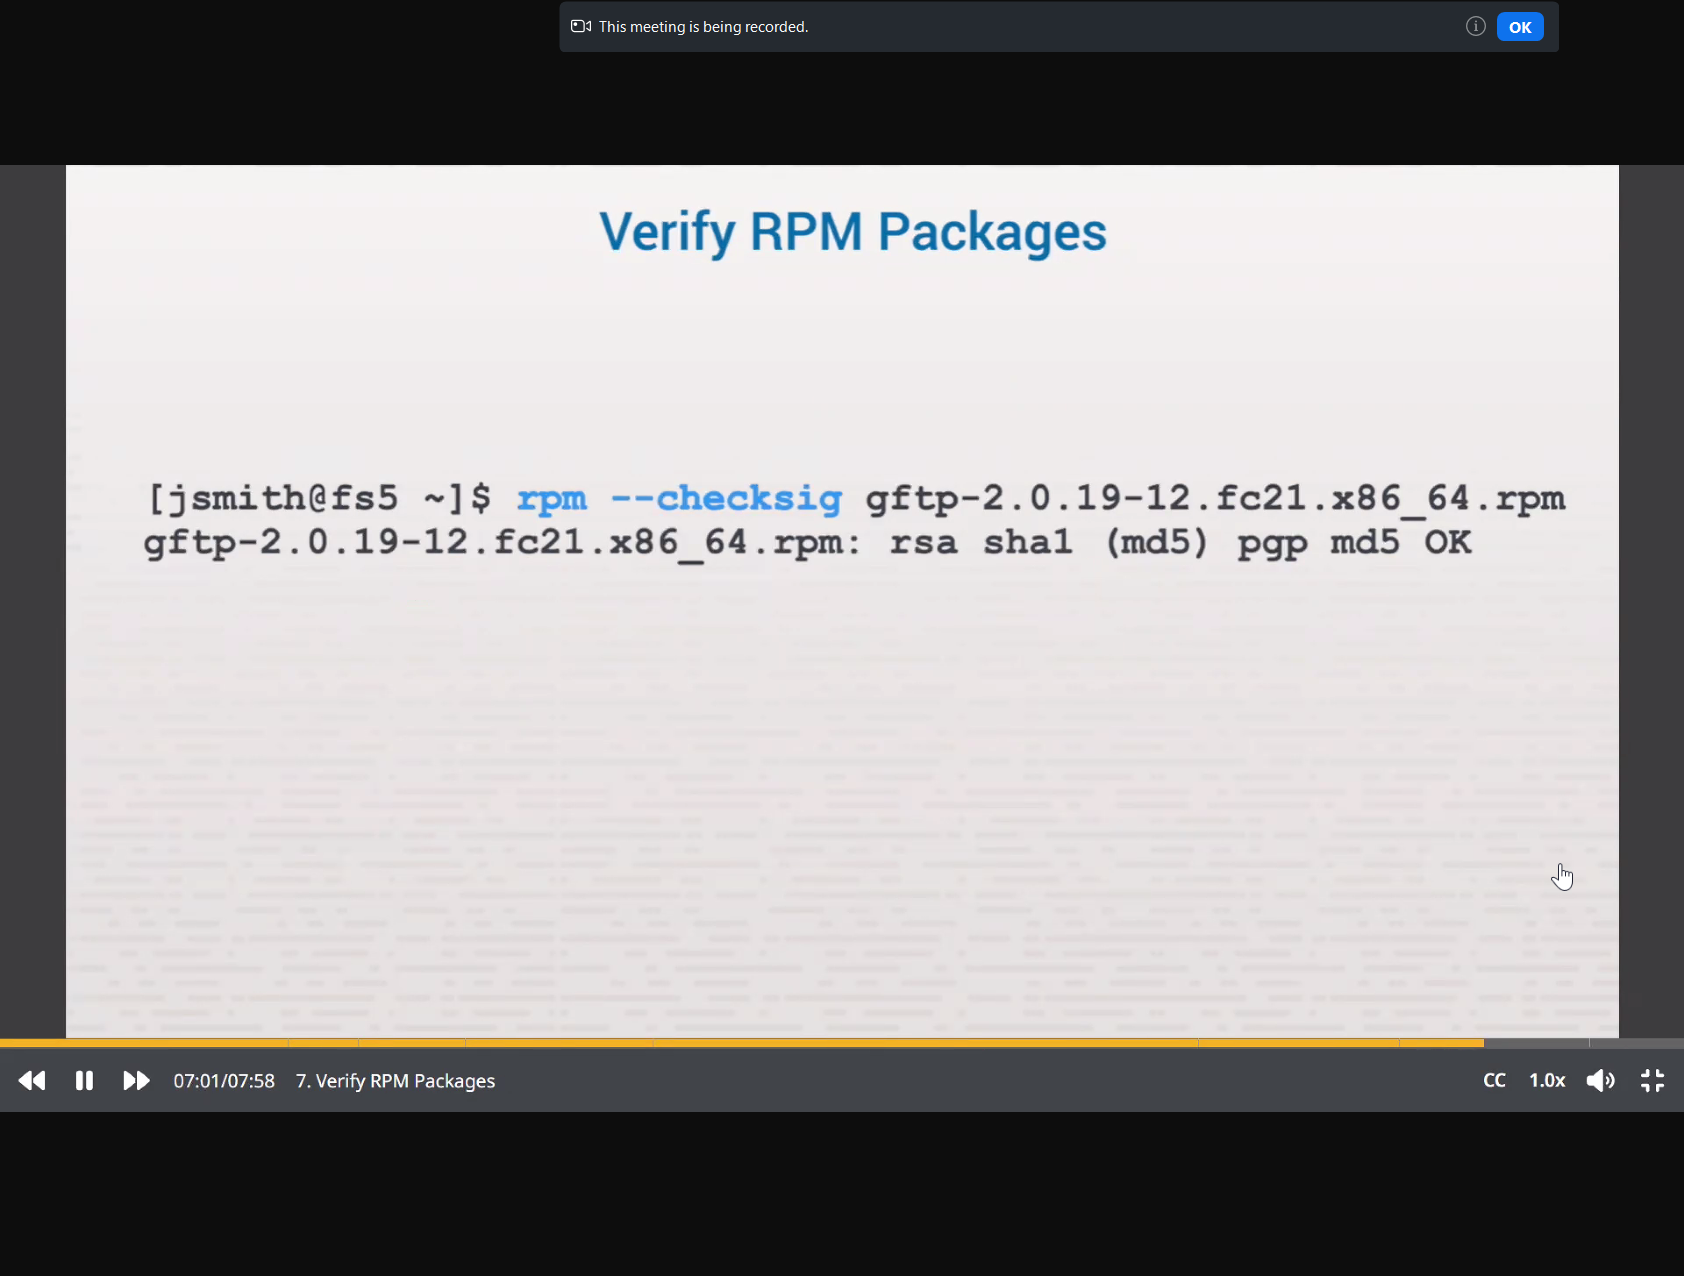 This meeting is being recorded.
OK
Verify RPM Packages
[jsmith@fs5 ~]$ rpm --checksig gftp-2.0.19-12.fc21.x86_64.rpm
gftp-2.0.19-12.fc21.x86_64.rpm: rsa sha1 (md5) pgp md5 OK
07:01/07:58 7. Verify RPM Packages
CC 1.0x